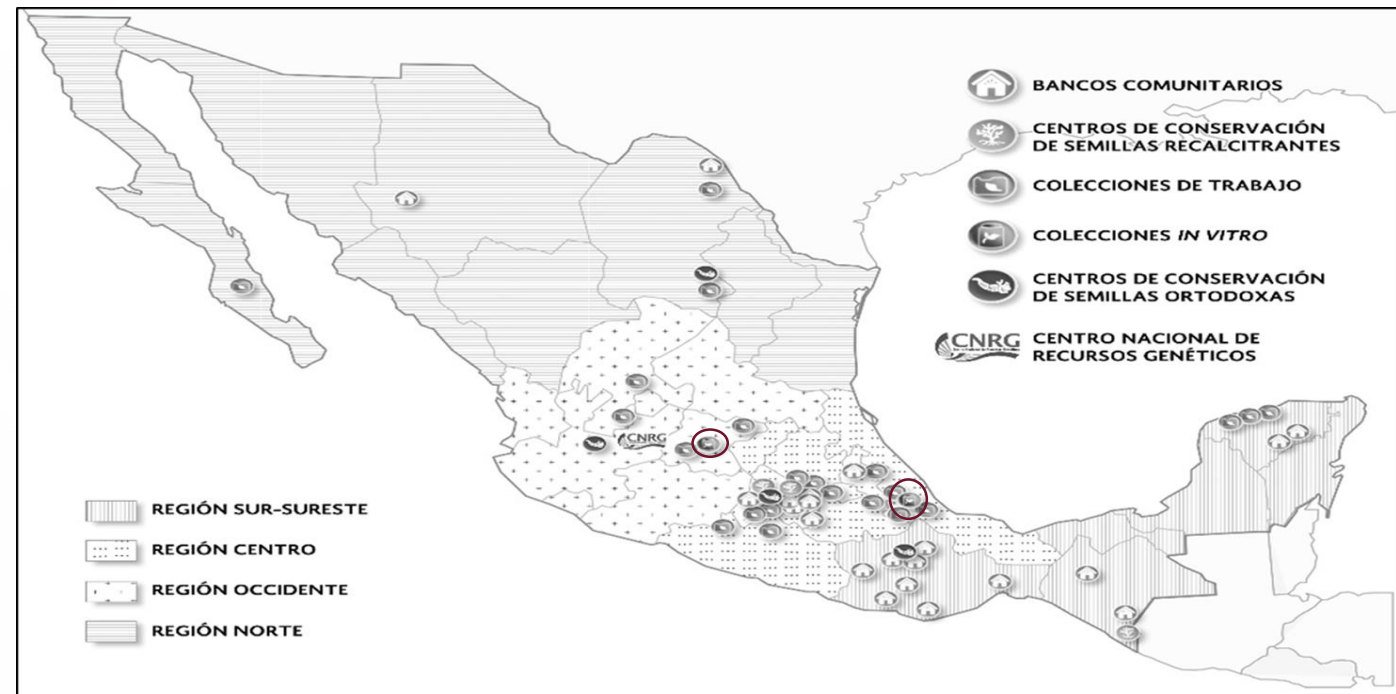 BANCOS COMUNITARIOS
CENTROS DE CONSERVACIÓN
DE SEMILLAS RECALCITRANTES
COLECCIONES DE TRABAJO
COLECCIONES IN VITRO
CENTROS DE CONSERVACIÓN
DE SEMILLAS ORTODOXAS
CNRG
CENTRO NACIONAL DE
RECURSOS GENÉTICOS
CNRG
REGIÓN SUR-SURESTE
REGIÓN CENTRO
REGIÓN OCCIDENTE
REGIÓN NORTE